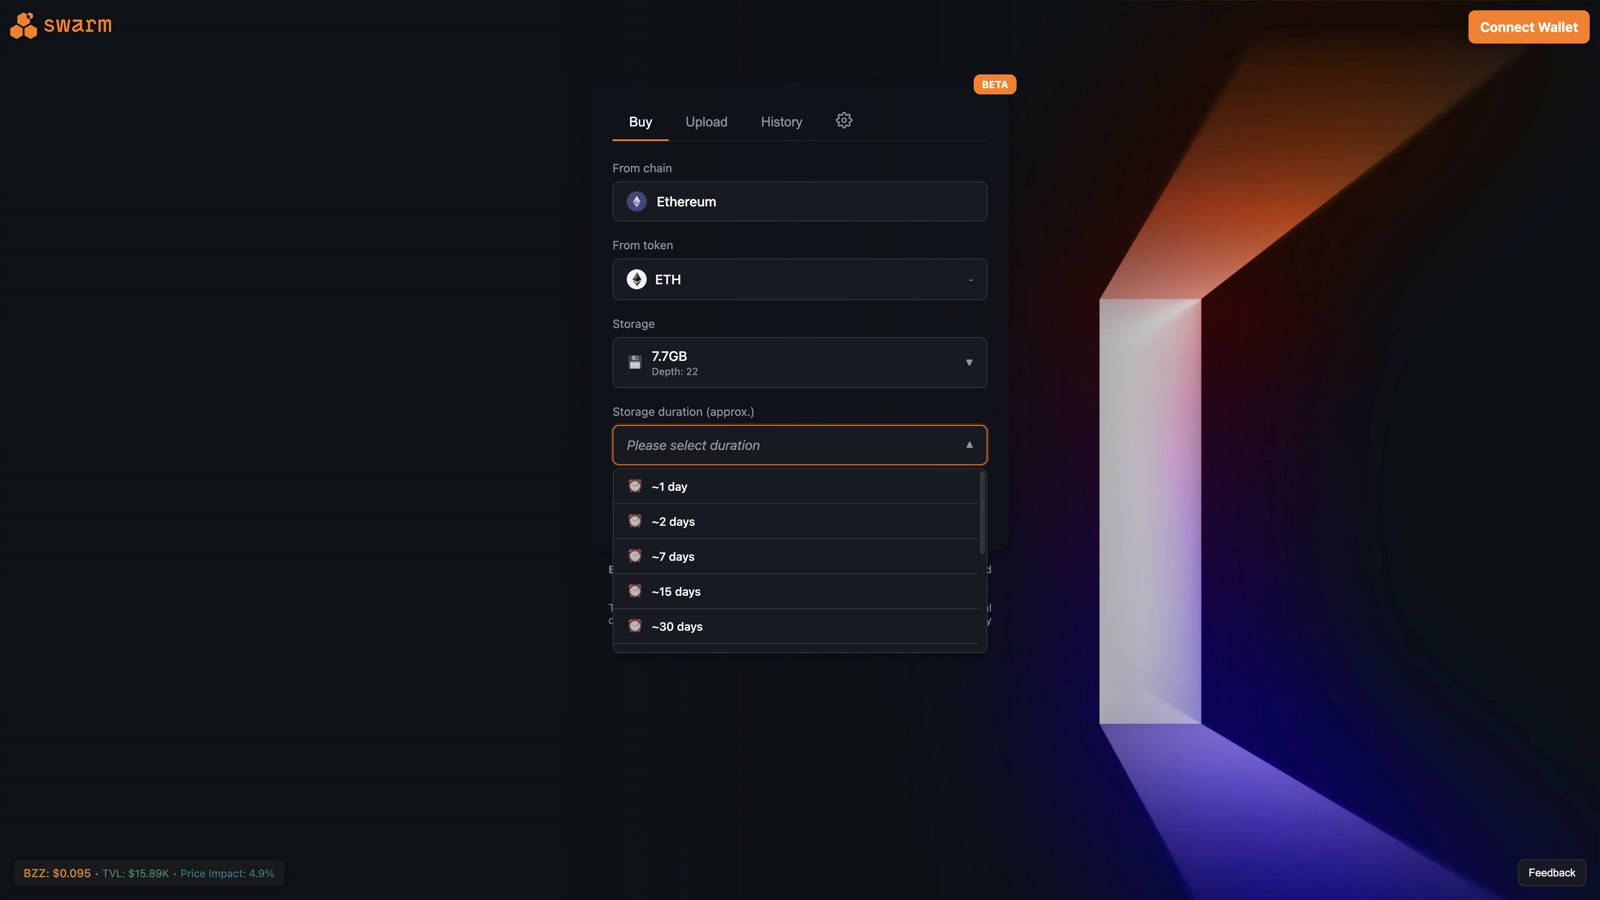 swarm
Connect Wallet
BETA
Buy
Upload
History
From chain
Ethereum
From token
ETH
-
Storage
7.7GB
Depth: 22
▼
Storage duration (approx.)
Please select duration
▲
~1 day
~2 days
~7 days
~15 days
~30 days
BZZ: $0.095 • TVL: $15.89K • Price Impact: 4.9%
Feedback